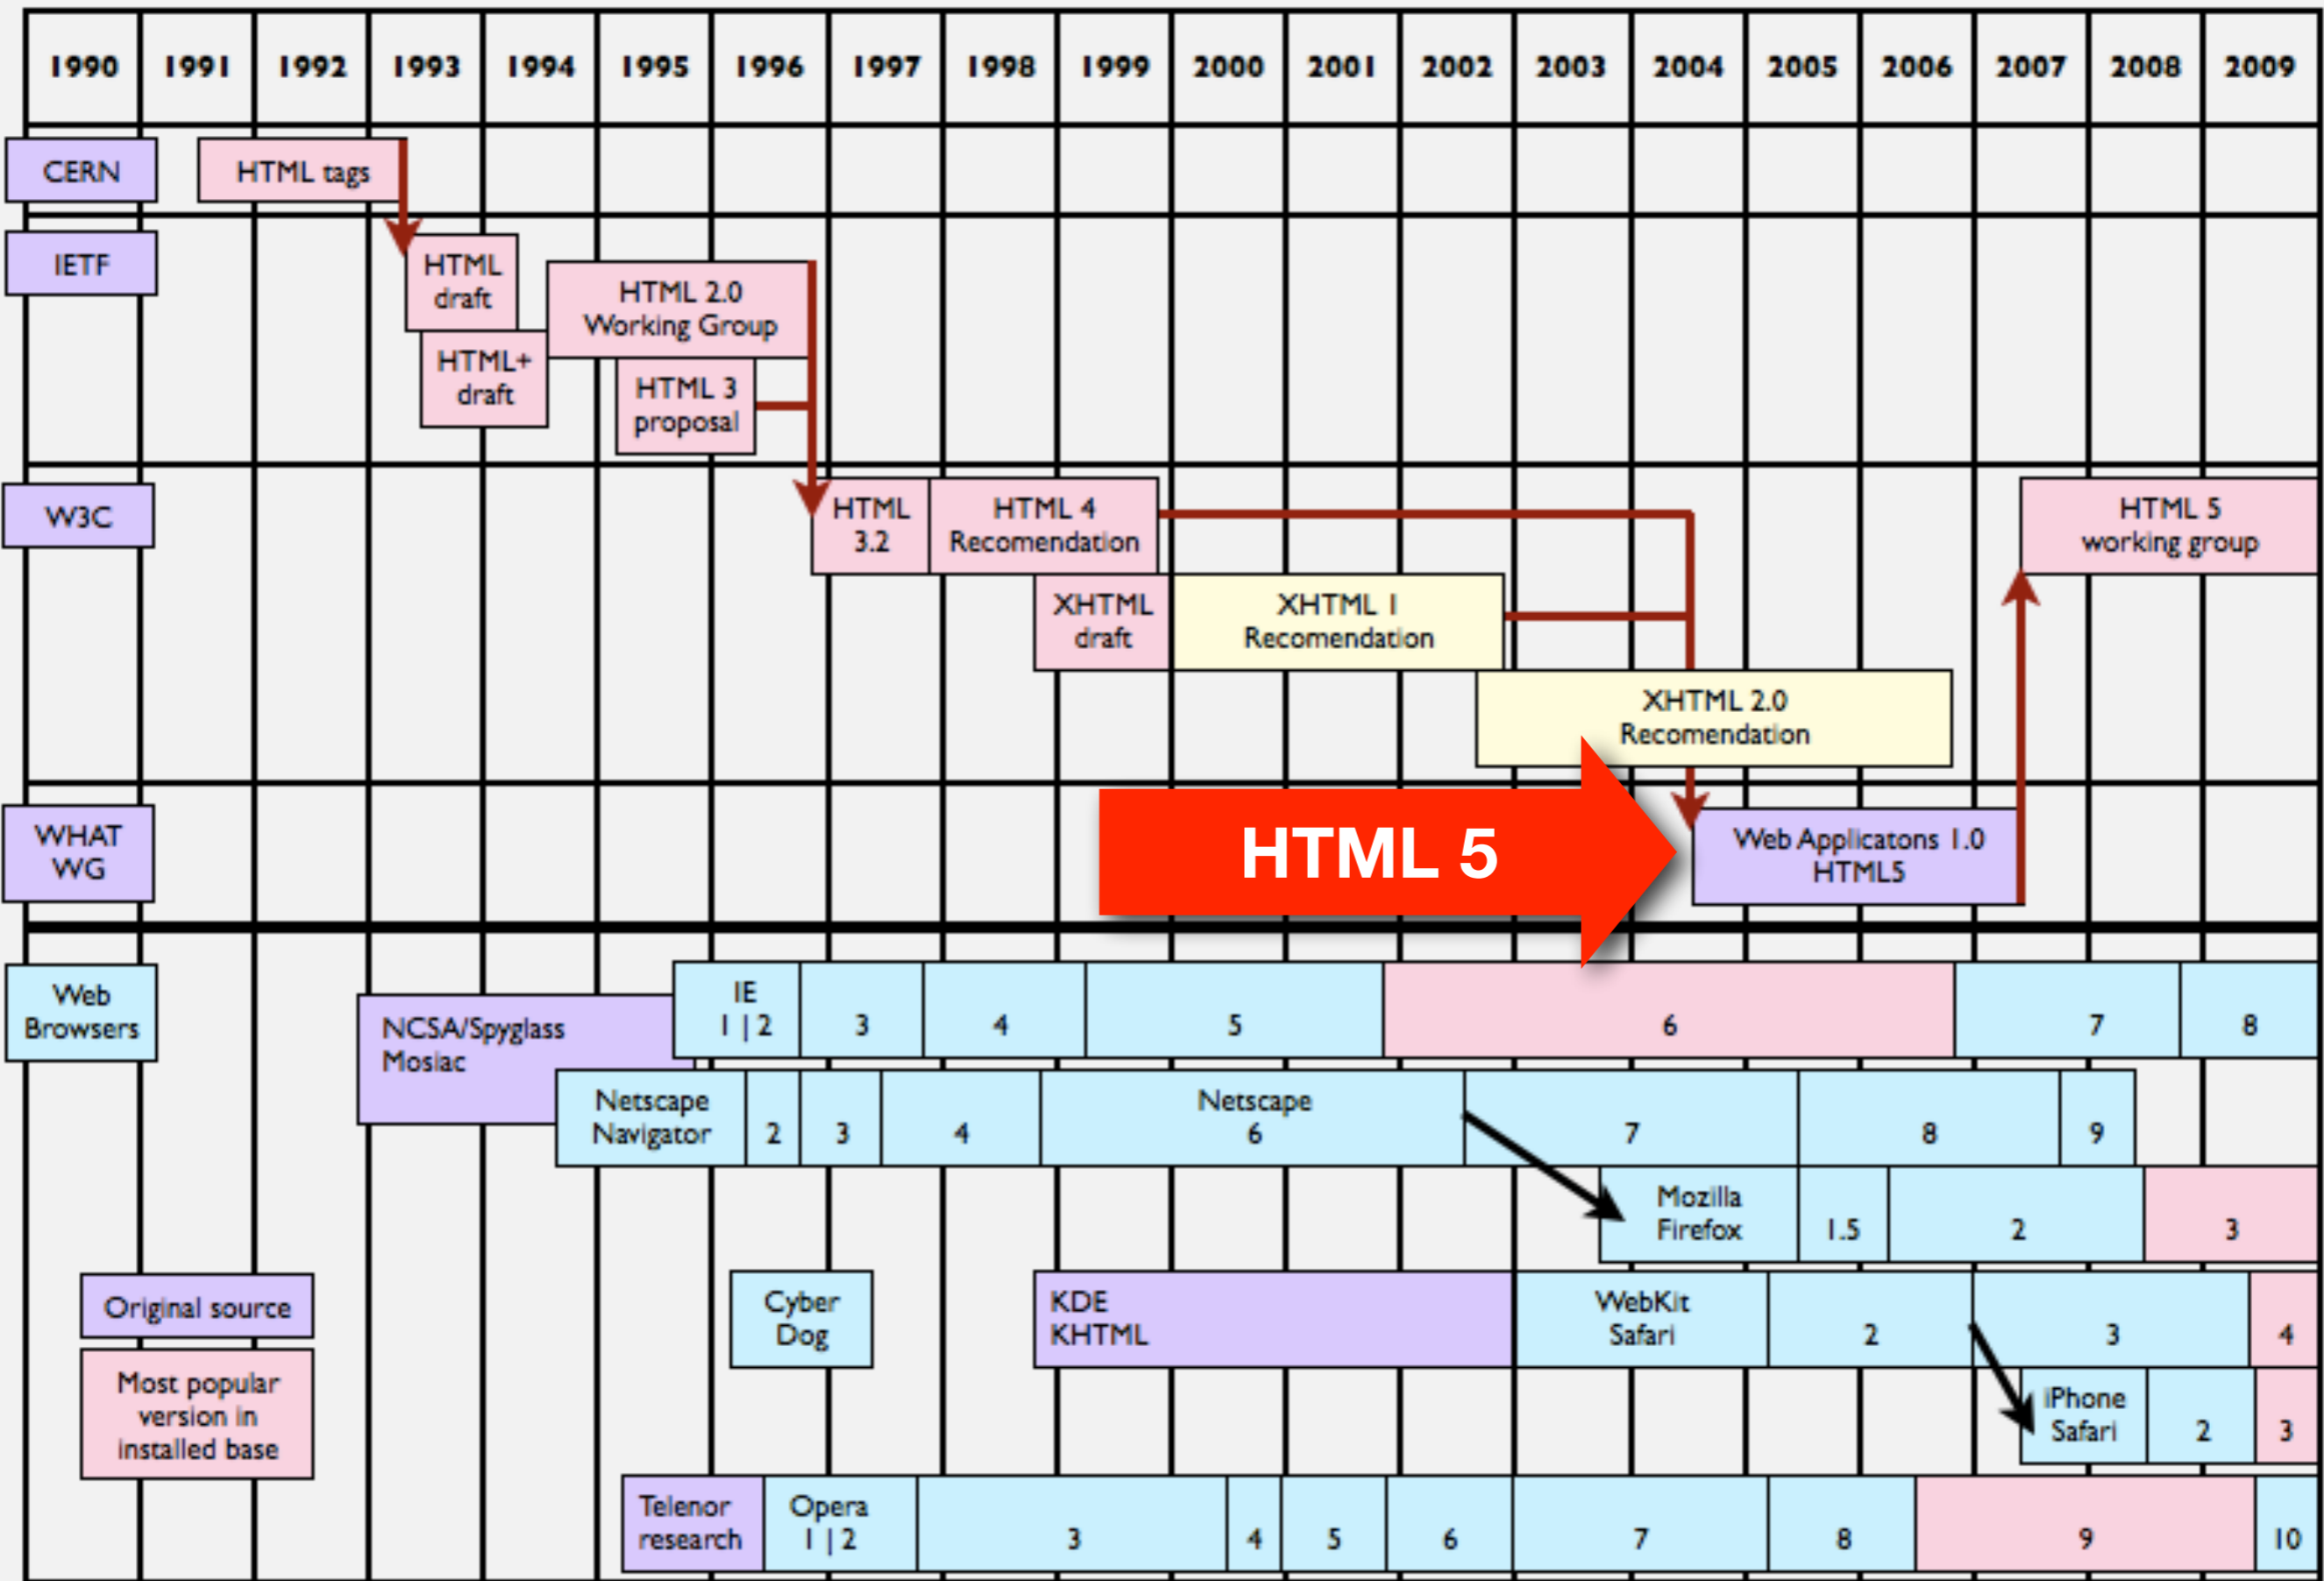 1990 1991 1992 1993 1994 1995 1996 1997 1998 1999 2000 2001 2002 2003 2004 2005 2006 2007 2008 2009
CERN
HTML tags
IETF
HTML
draft
HTML 2.0
Working Group
HTML+
draft
HTML 3
proposal
W3C
HTML
3.2
HTML 4
Recomendation
HTML 5
working group
XHTML
draft
XHTML 1
Recomendation
XHTML 2.0
Recomendation
WHAT
WG
HTML 5
Web Applicatons 1.0
HTML5
Web
Browsers
NCSA/Spyglass
Mosiac
IE
1 | 2
3
4
5
6
7
8
Netscape
Navigator
2
3
4
Netscape
6
7
8
9
Mozilla
Firefox
1.5
2
3
Original source
Cyber
Dog
KDE
KHTML
WebKit
Safari
2
3
4
Most popular
version in
installed base
iPhone
Safari
2
3
Telenor
research
Opera
1 | 2
3
4
5
6
7
8
9
10